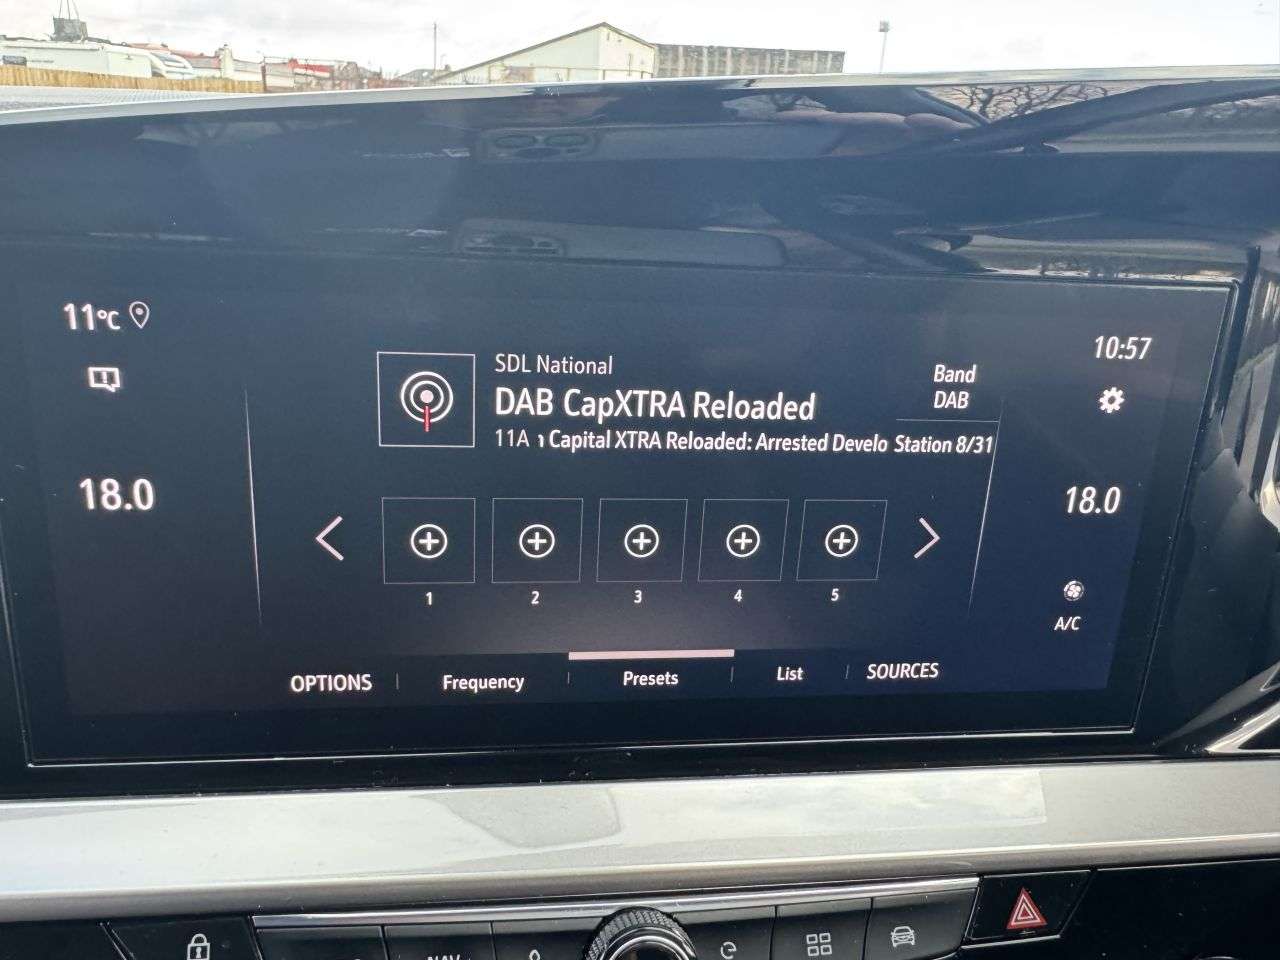 11°C
10:57
SDL National
DAB CapXTRA Reloaded
11A ı Capital XTRA Reloaded: Arrested Develo Station 8/31
Band
DAB
18.0
18.0
1 2 3 4 5
A/C
OPTIONS Frequency Presets List SOURCES
NAV